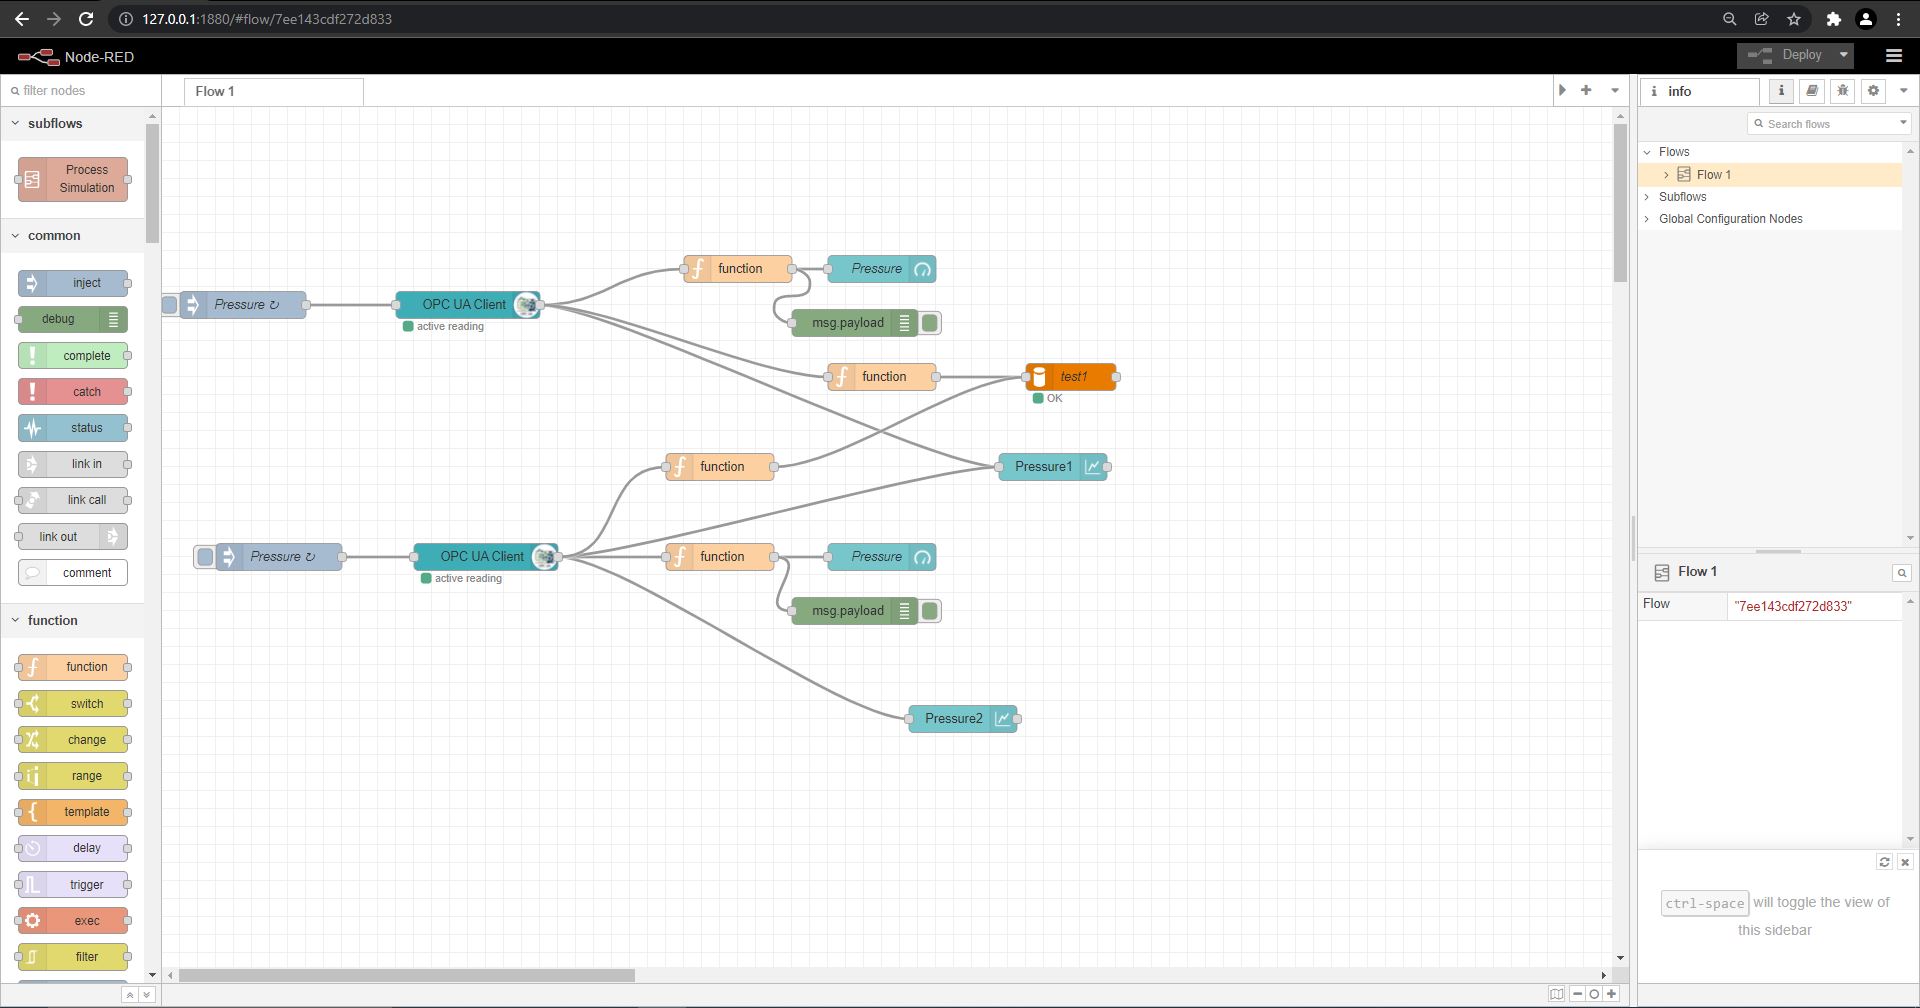 127.0.0.1:1880/#flow/7ee143cdf272d833
Node-RED
Deploy
filter nodes
Flow 1
info
Search flows
subflows
Process
Simulation
common
inject
debug
complete
catch
status
link in
link call
link out
comment
function
function
switch
change
range
template
delay
trigger
exec
filter
function
Pressure
Pressure ↻
OPC UA Client
active reading
msg.payload
function
test1
OK
function
Pressure1
Pressure ↻
OPC UA Client
active reading
function
Pressure
msg.payload
Pressure2
Flows
Flow 1
Subflows
Global Configuration Nodes
Flow 1
Flow
"7ee143cdf272d833"
ctrl-space will toggle the view of
this sidebar